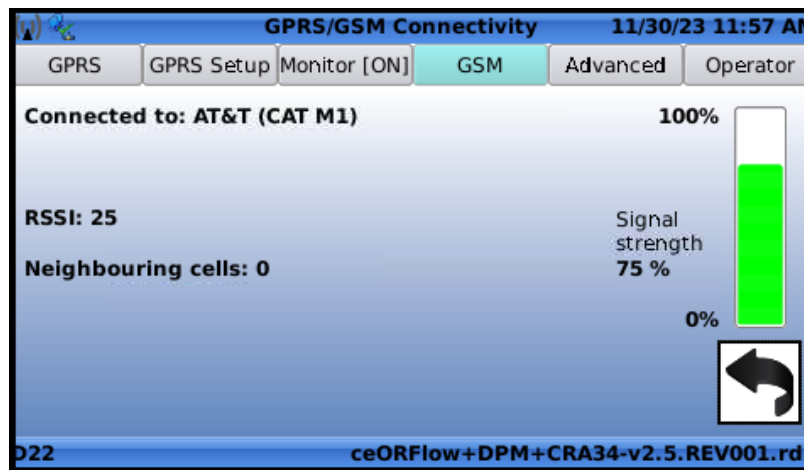 GPRS/GSM Connectivity 11/30/23 11:57 AM
GPRS GPRS Setup Monitor [ON] GSM Advanced Operator
Connected to: AT&T (CAT M1) 100%
RSSI: 25
Signal
strength
Neighbouring cells: 0
75 %
0%
D22 ceORFlow+DPM+CRA34-v2.5.REV001.rd